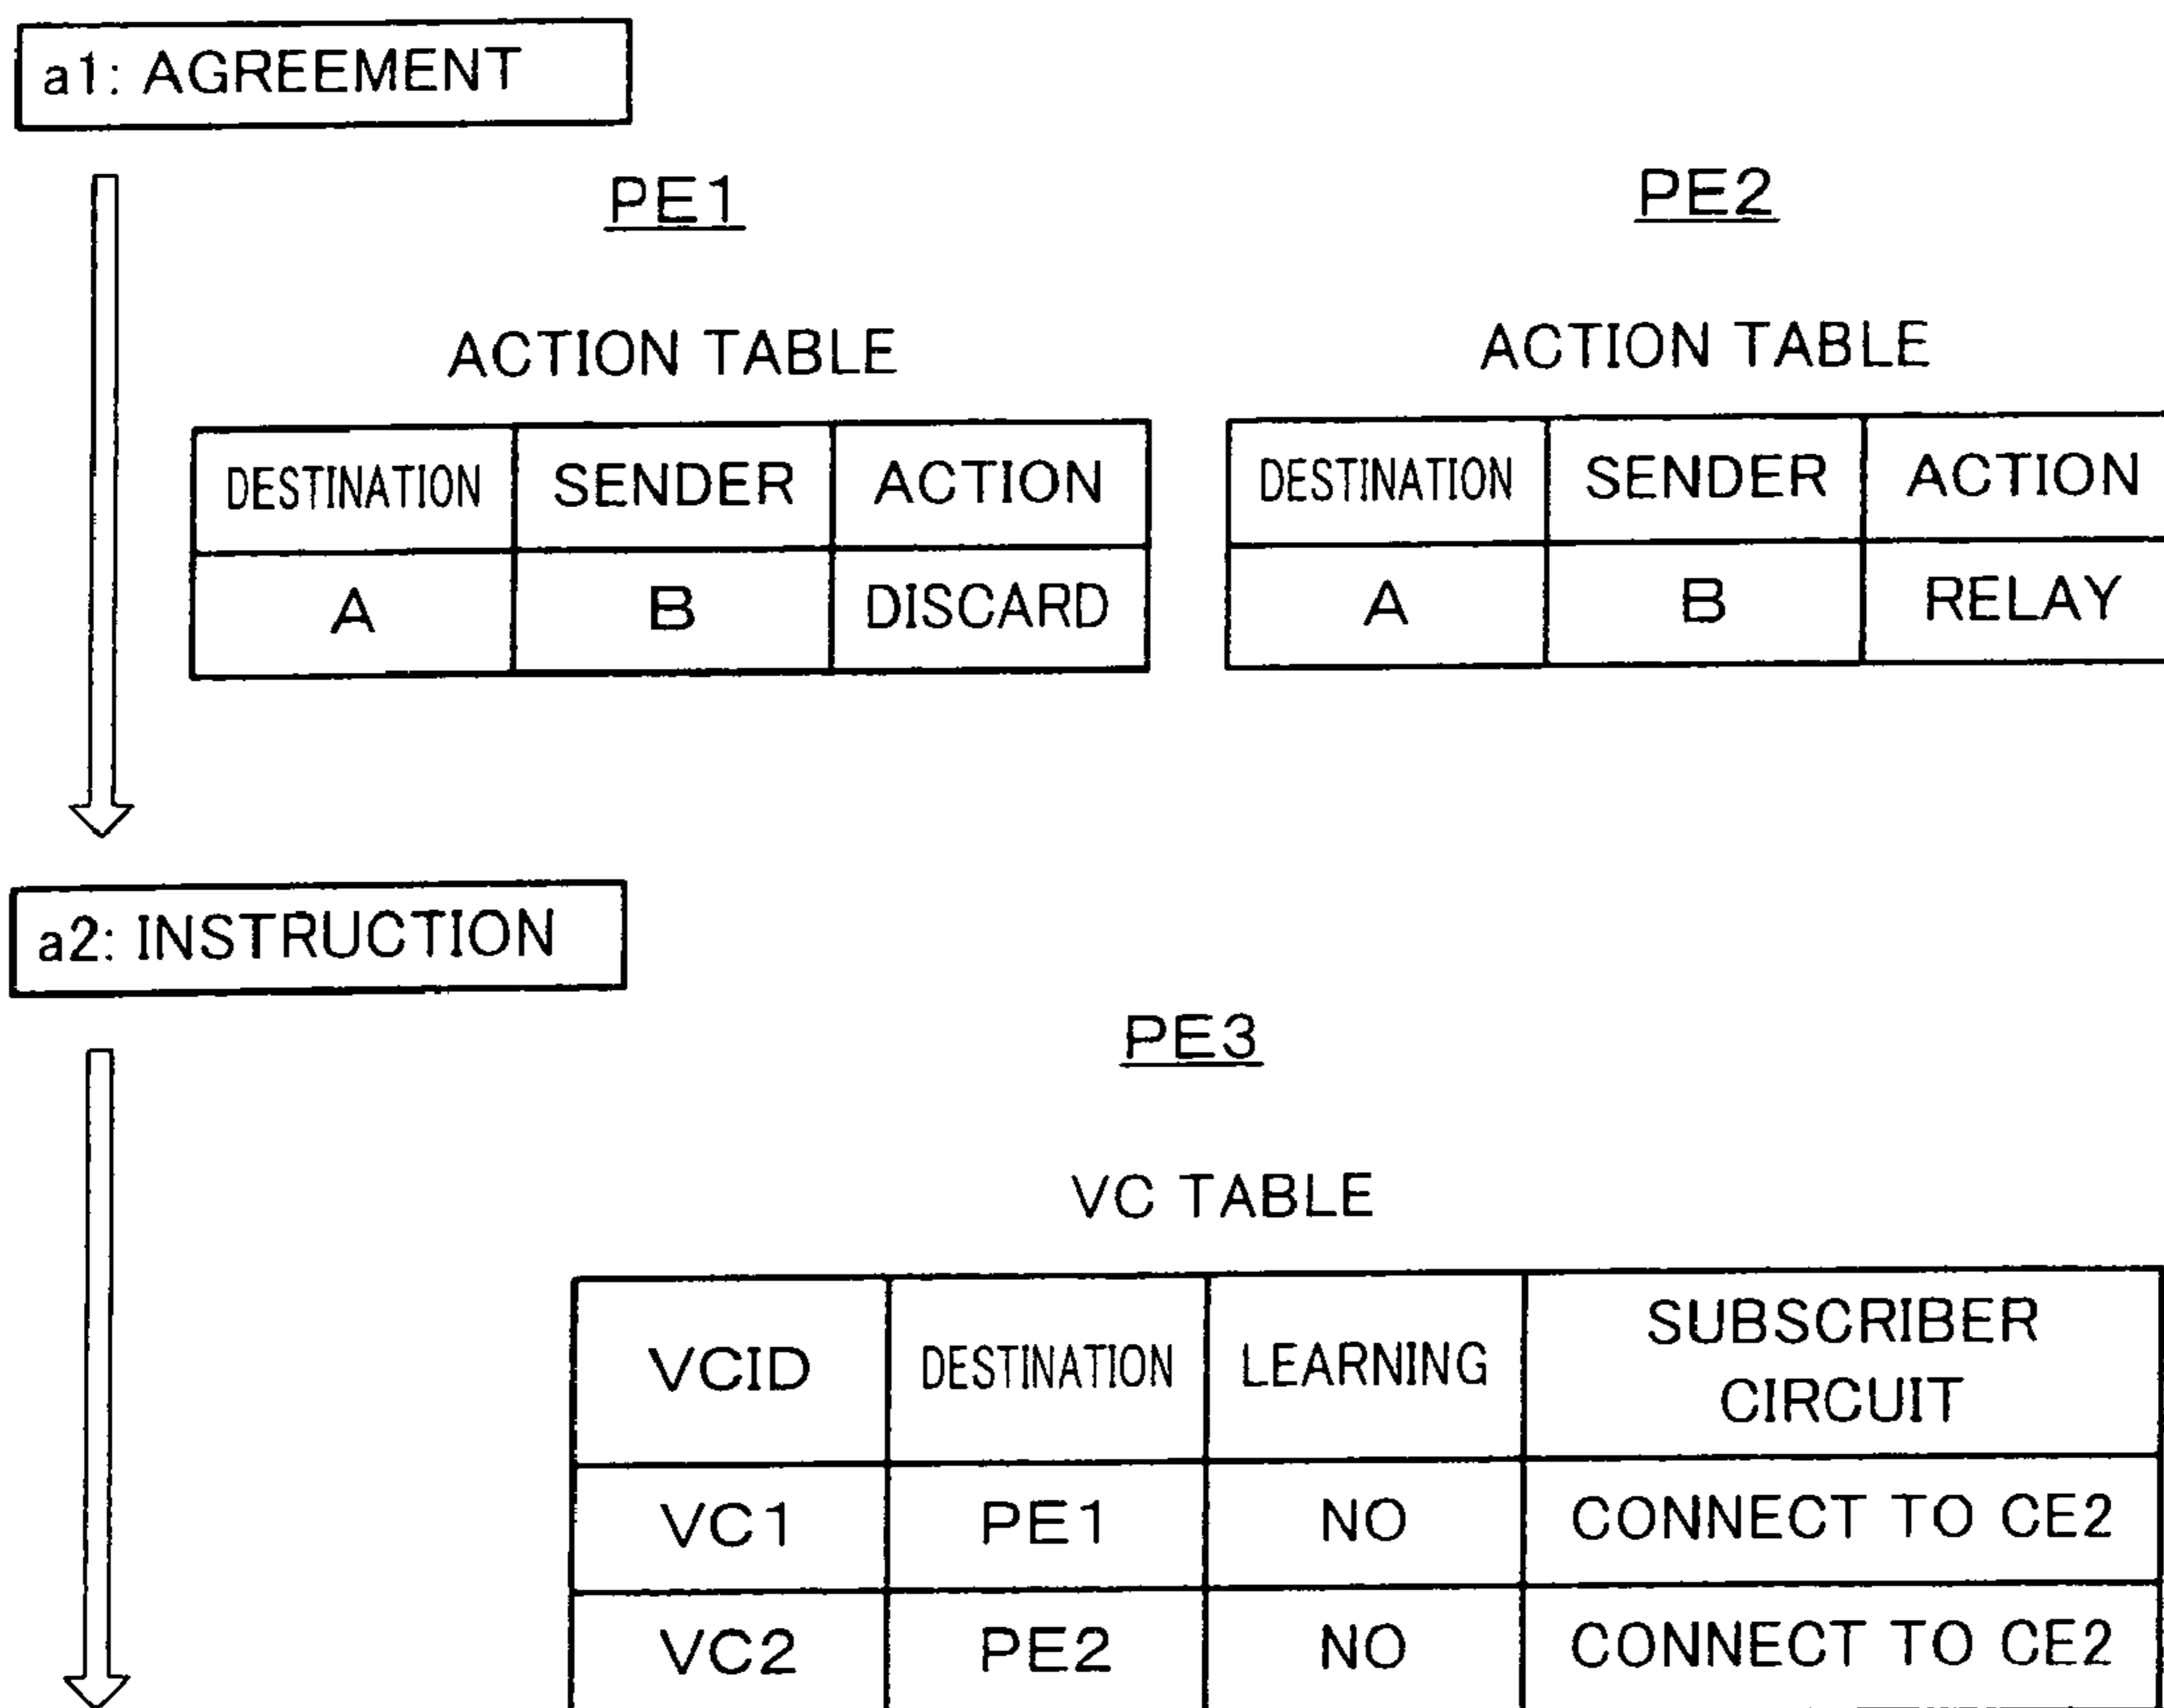 a1: AGREEMENT
PE1
PE2
ACTION TABLE
ACTION TABLE
DESTINATION SENDER ACTION
A B DISCARD
DESTINATION SENDER ACTION
A B RELAY
a2: INSTRUCTION
PE3
VC TABLE
VCID DESTINATION LEARNING SUBSCRIBER CIRCUIT
VC1 PE1 NO CONNECT TO CE2
VC2 PE2 NO CONNECT TO CE2